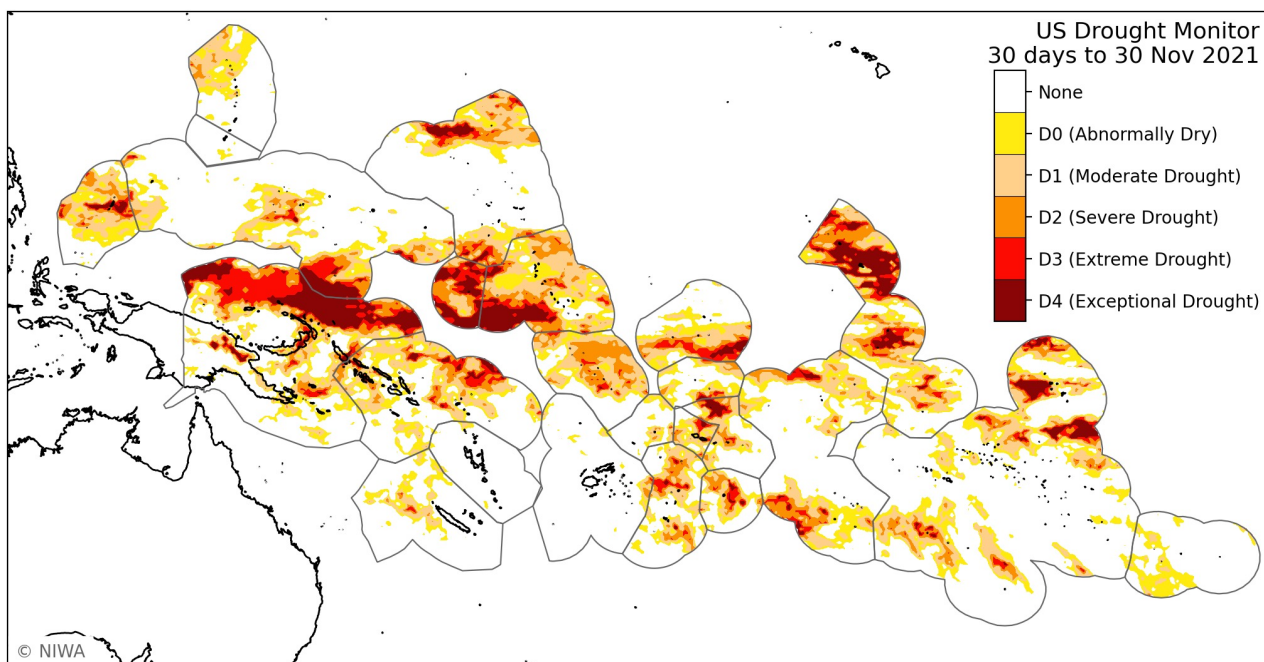 US Drought Monitor
30 days to 30 Nov 2021
None
D0 (Abnormally Dry)
D1 (Moderate Drought)
D2 (Severe Drought)
D3 (Extreme Drought)
D4 (Exceptional Drought)
© NIWA